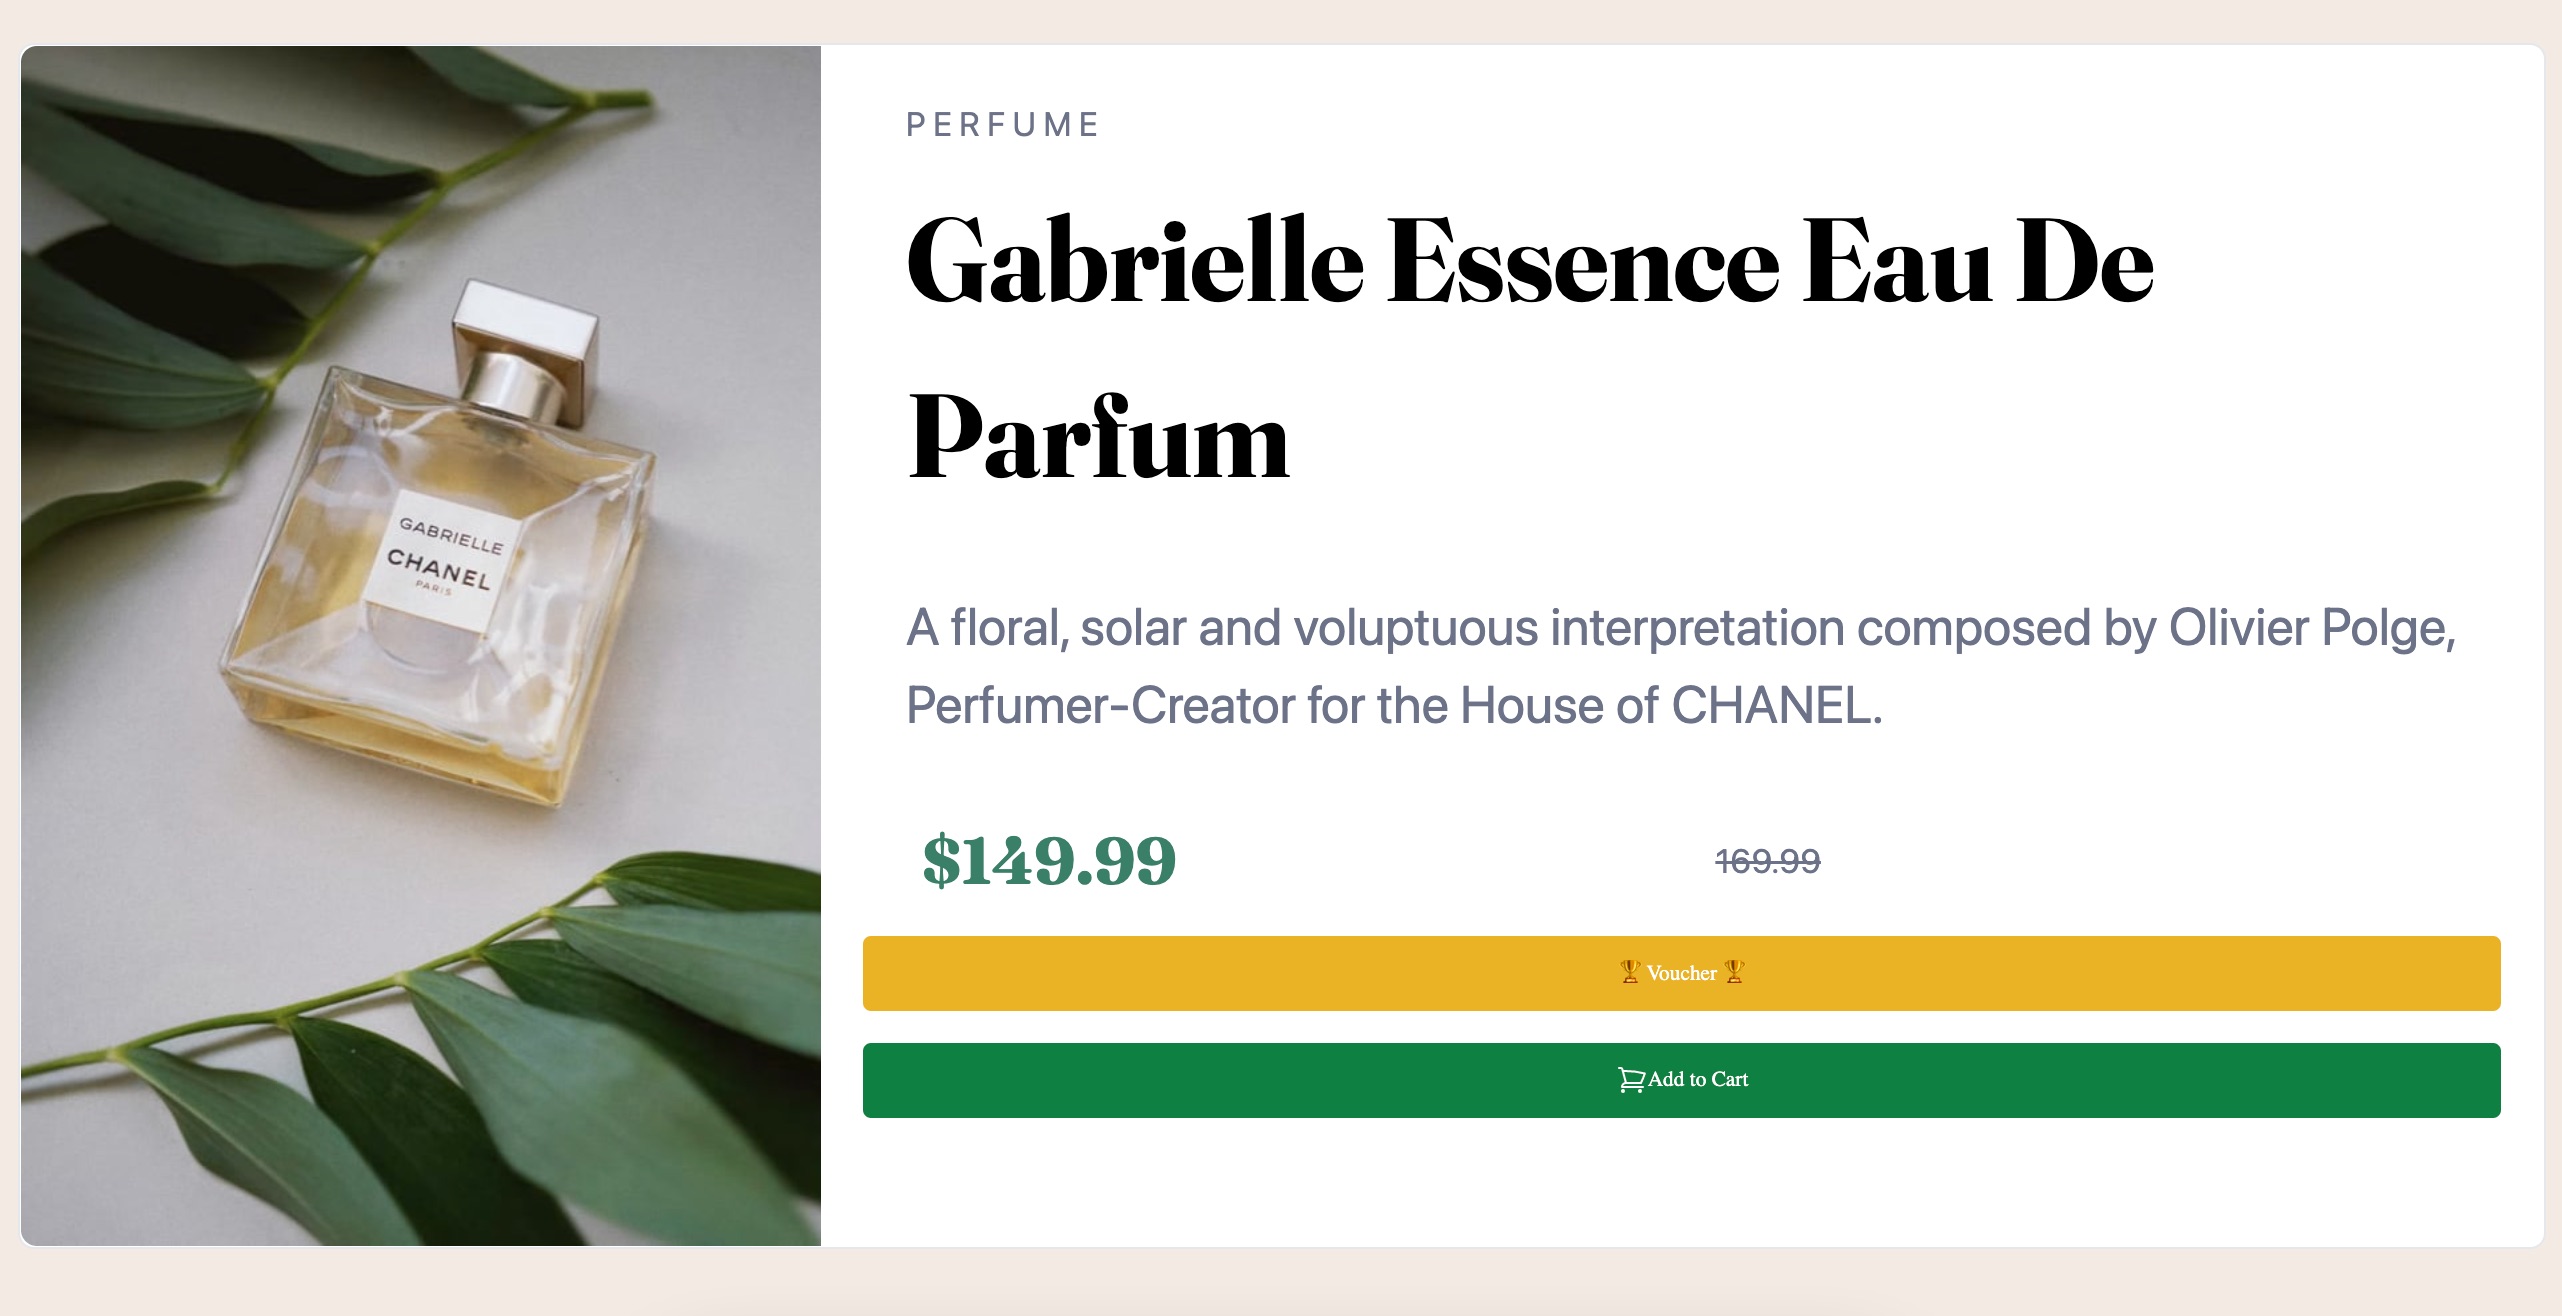 GABRIELLE
CHANEL
PARIS
PERFUME
Gabrielle Essence Eau De
Parfum
A floral, solar and voluptuous interpretation composed by Olivier Polge,
Perfumer-Creator for the House of CHANEL.
$149.99
169.99
🏆 Voucher 🏆
Add to Cart